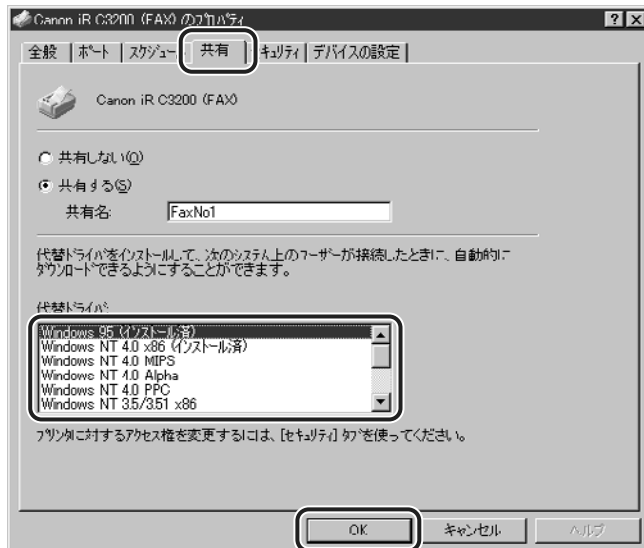 Canon iR C3200 (FAX) のプロパティ
全般 ポート スケジュール 共有 セキュリティ デバイスの設定
Canon iR C3200 (FAX)
共有しない(O)
共有する(S)
共有名: FaxNo1
代替ドライバをインストールして、次のシステム上のユーザーが接続したときに、自動的に
ダウンロードできるようにすることができます。
代替ドライバ:
Windows 95 (インストール済)
Windows NT 4.0 x86 (インストール済)
Windows NT 4.0 MIPS
Windows NT 4.0 Alpha
Windows NT 4.0 PPC
Windows NT 3.5/3.51 x86
プリンタに対するアクセス権を変更するには、[セキュリティ] タブを使ってください。
OK キャンセル ヘルプ